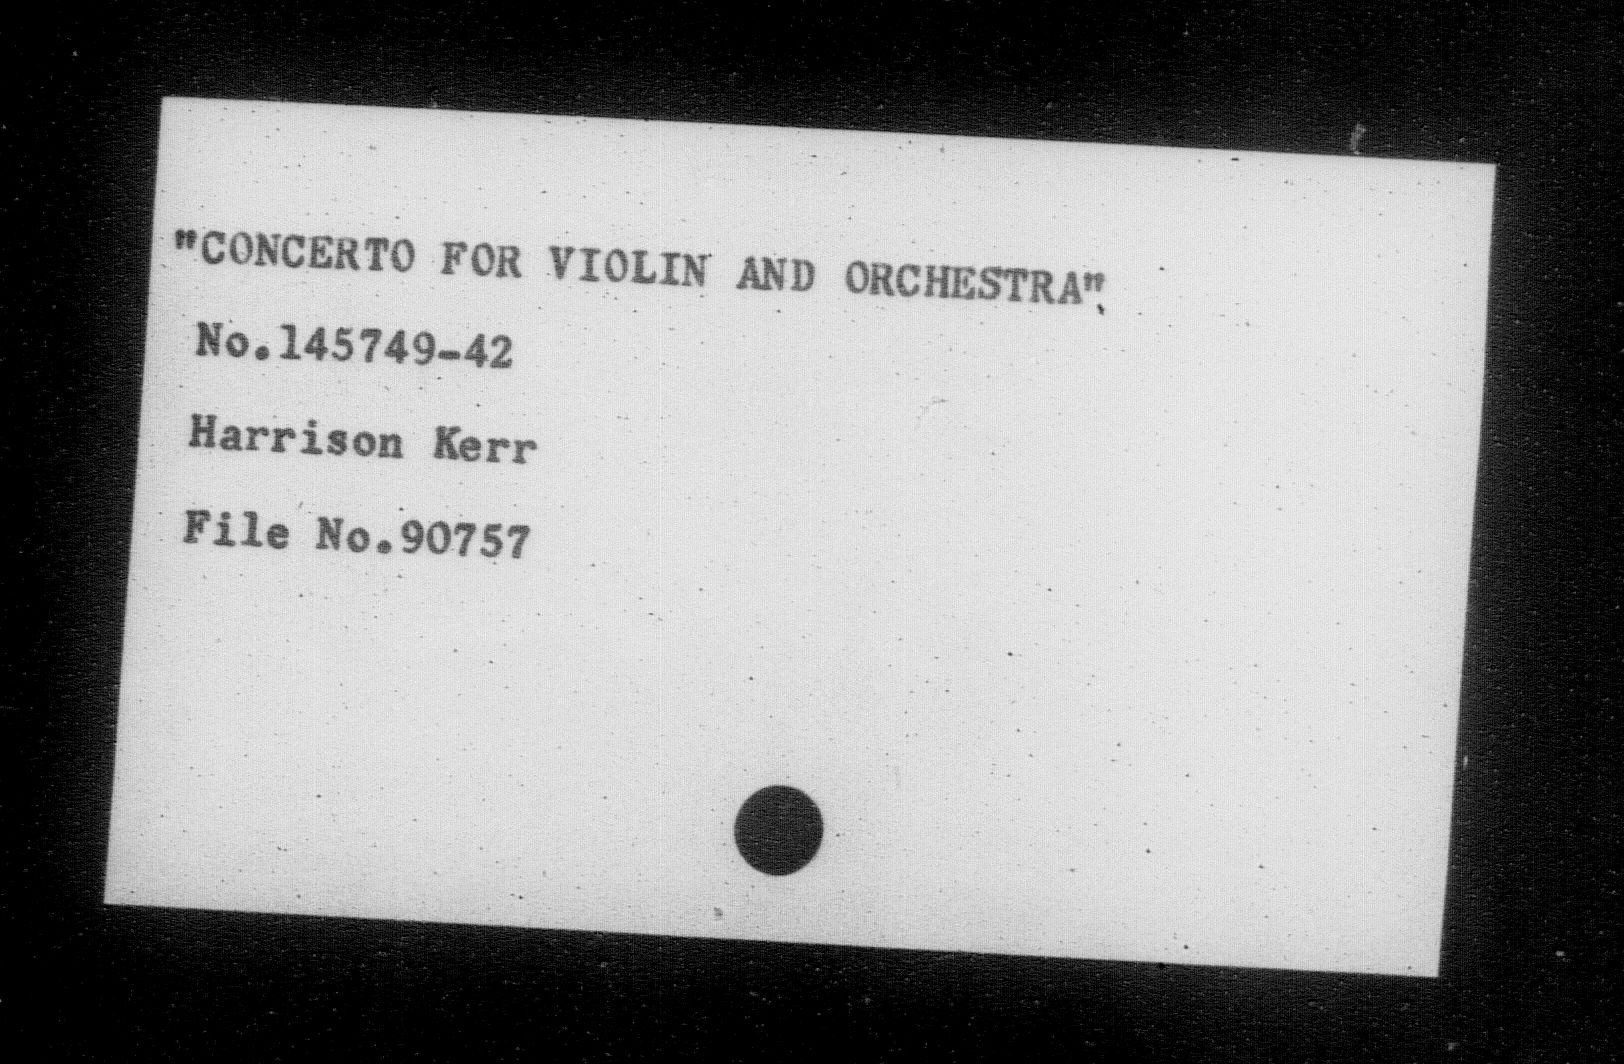 "CONCERTO FOR VIOLIN AND ORCHESTRA"
No.145749-42
Harrison Kerr
File No.90757